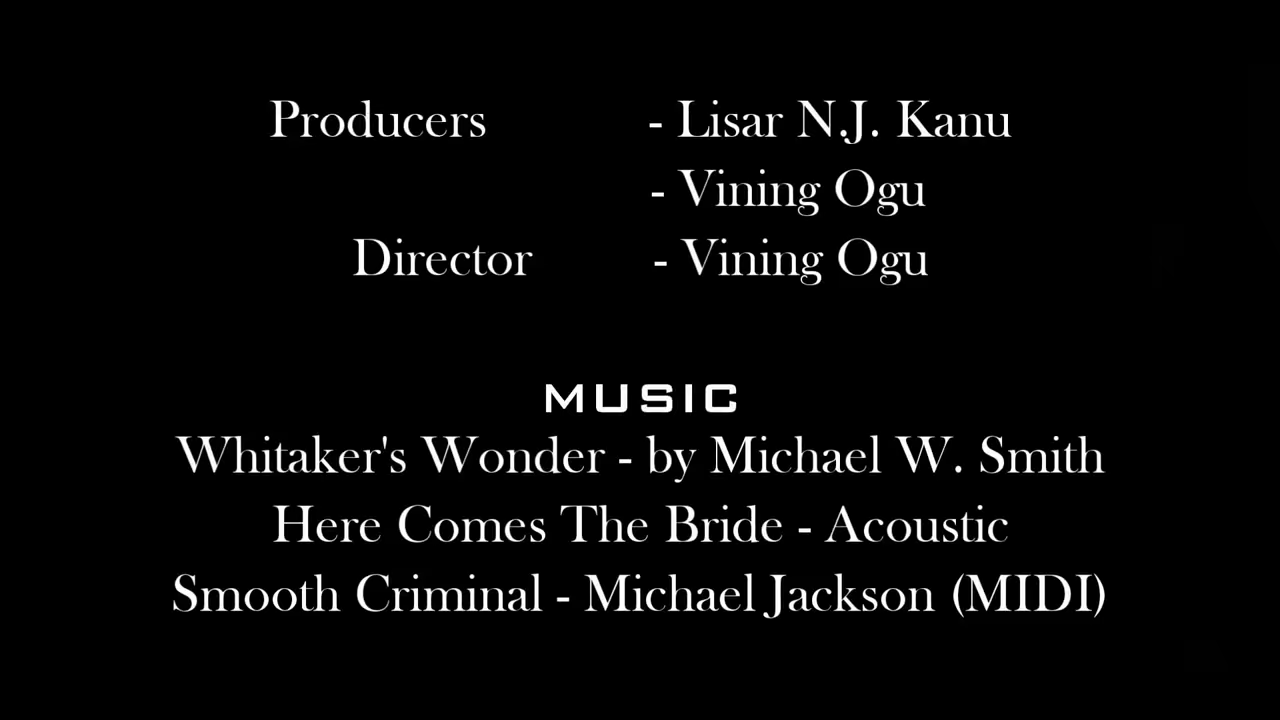 Producers - Lisar N.J. Kanu
- Vining Ogu
Director - Vining Ogu
MUSIC
Whitaker's Wonder - by Michael W. Smith
Here Comes The Bride - Acoustic
Smooth Criminal - Michael Jackson (MIDI)